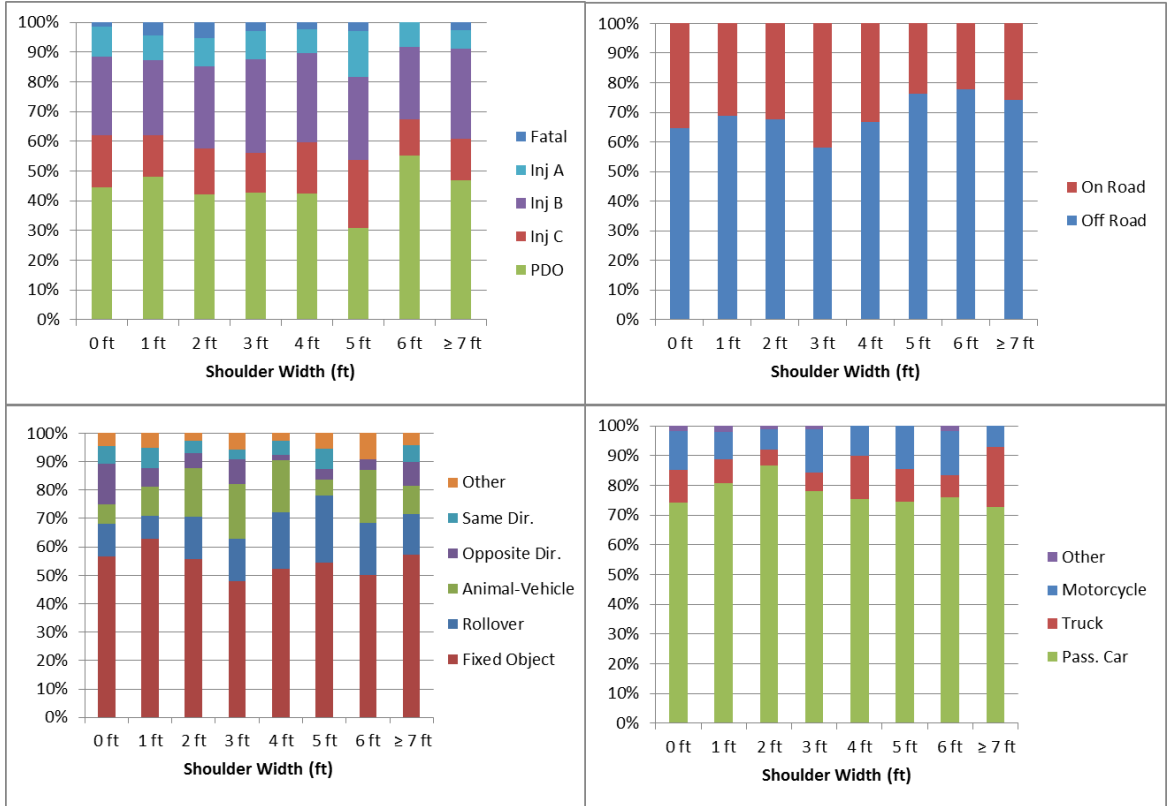 100%
90%
80%
70%
60%
50%
40%
30%
20%
10%
0%
0 ft 1 ft 2 ft 3 ft 4 ft 5 ft 6 ft ≥ 7 ft
Shoulder Width (ft)
Fatal
Inj A
Inj B
Inj C
PDO
100%
90%
80%
70%
60%
50%
40%
30%
20%
10%
0%
0 ft 1 ft 2 ft 3 ft 4 ft 5 ft 6 ft ≥ 7 ft
Shoulder Width (ft)
On Road
Off Road
100%
90%
80%
70%
60%
50%
40%
30%
20%
10%
0%
0 ft 1 ft 2 ft 3 ft 4 ft 5 ft 6 ft ≥ 7 ft
Shoulder Width (ft)
Other
Same Dir.
Opposite Dir.
Animal-Vehicle
Rollover
Fixed Object
100%
90%
80%
70%
60%
50%
40%
30%
20%
10%
0%
0 ft 1 ft 2 ft 3 ft 4 ft 5 ft 6 ft ≥ 7 ft
Shoulder Width (ft)
Other
Motorcycle
Truck
Pass. Car